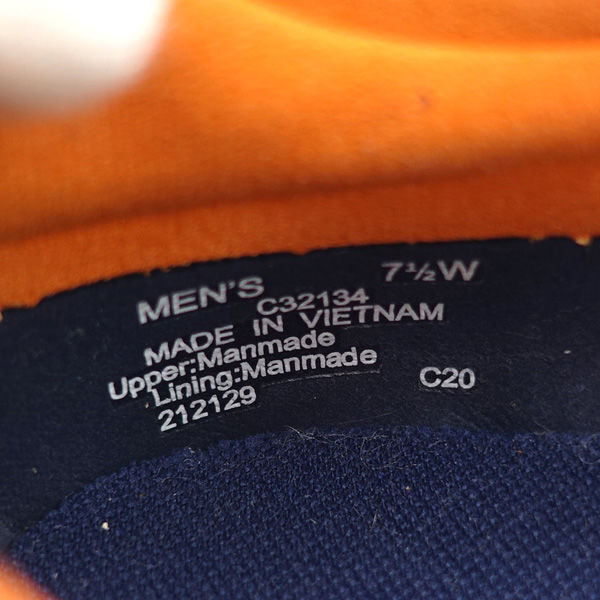 MEN'S 7½W
C32134
MADE IN VIETNAM
Upper:Manmade
Lining:Manmade C20
212129